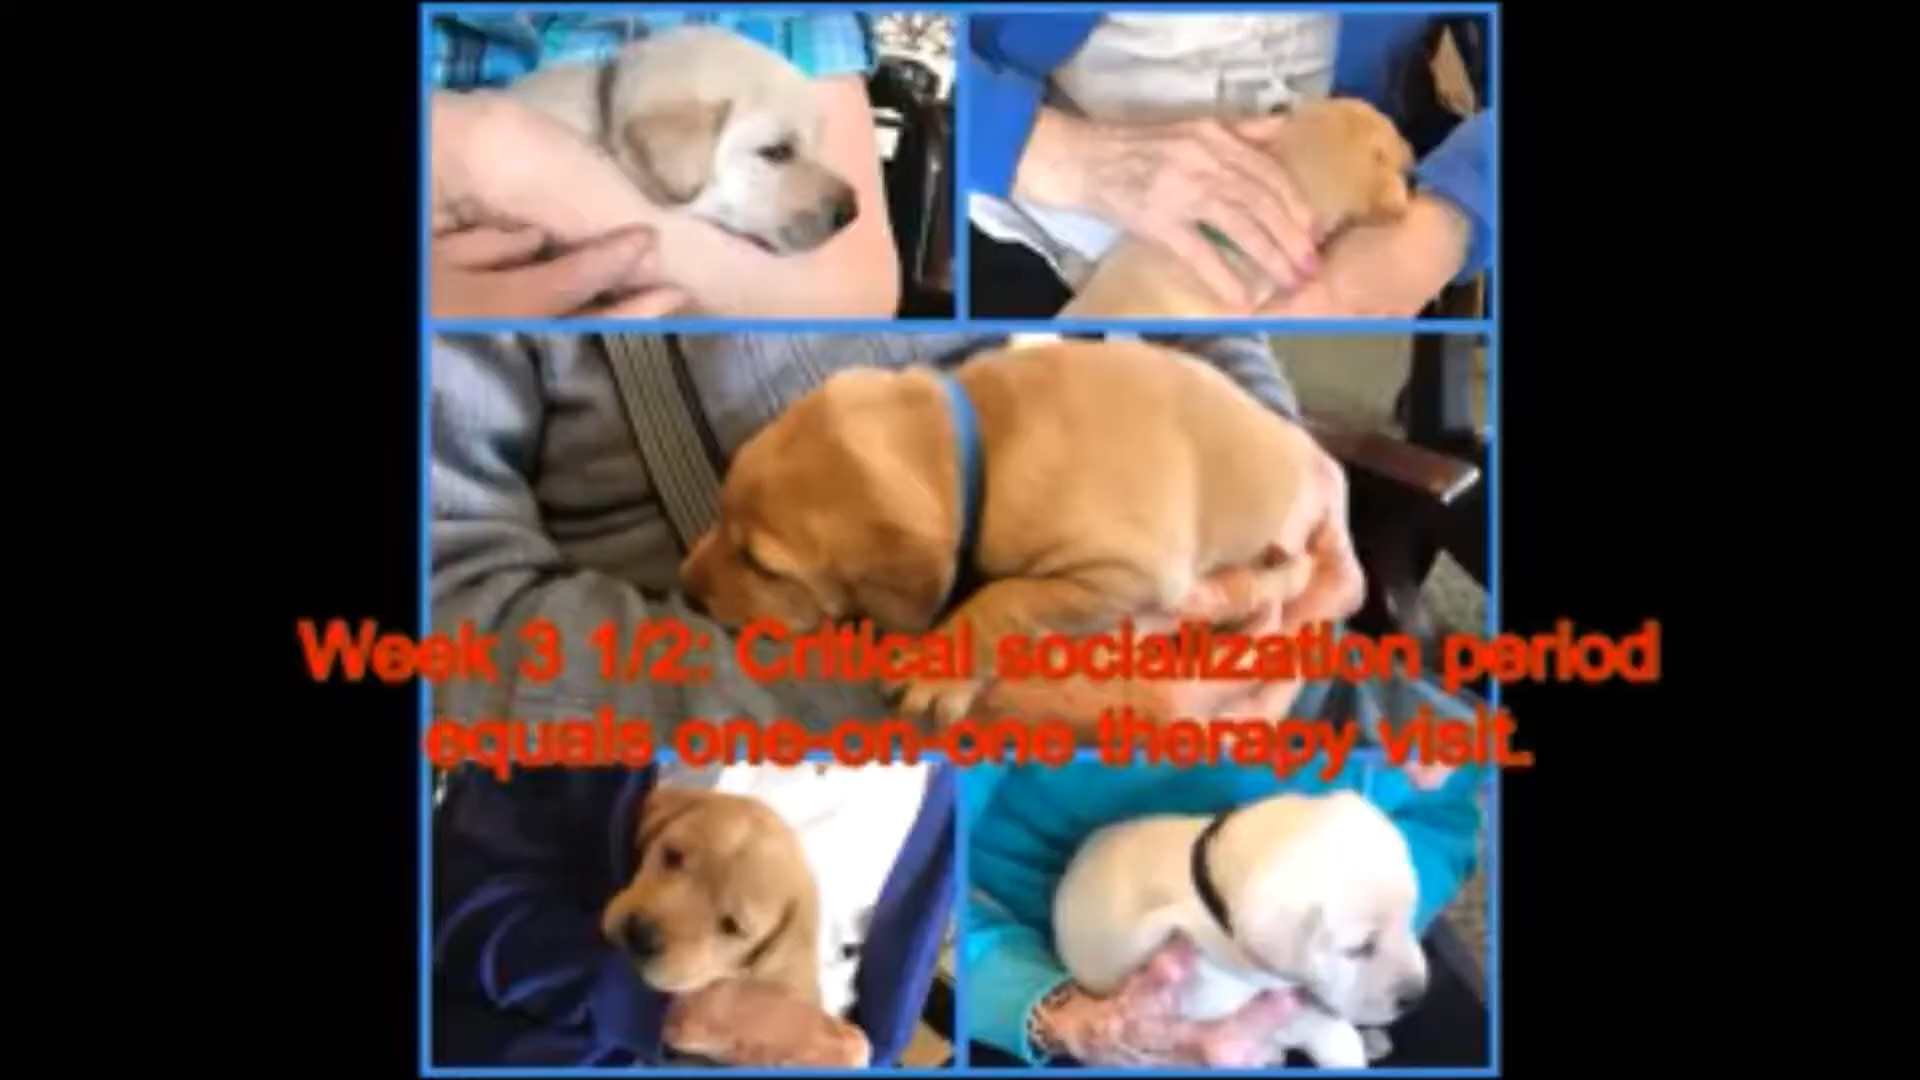 Week 3 1/2: Critical socialization period
equals one-on-one therapy visit.